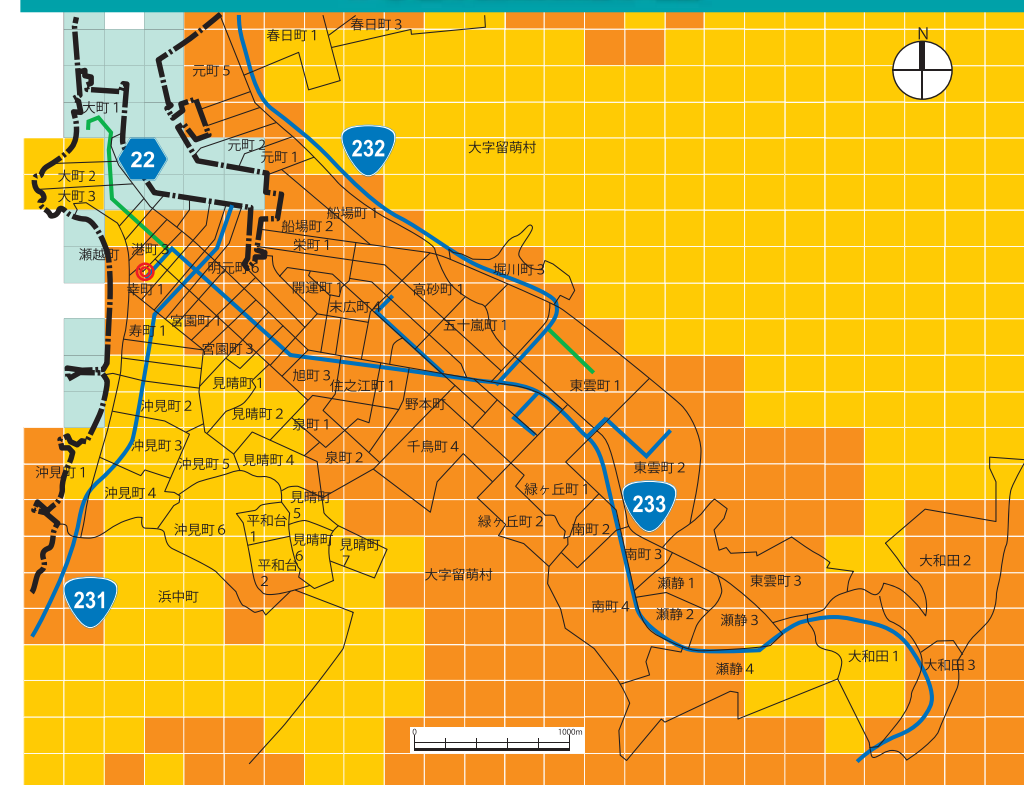 春日町 3
春日町 1
N
元町 5
大町 1
232
元町 2
大字留萌村
22
元町 1
大町 2
大町 3
船場町 1
船場町 2
栄町 1
港町 3
瀬越町
明元町 6
堀川町 3
幸町 1
開運町 1
高砂町 1
末広町 4
宮園町 1
五十嵐町 1
寿町 1
宮園町 3
旭町 3
見晴町 1
住之江町 1
東雲町 1
沖見町 2
野本町
見晴町 2
泉町 1
沖見町 3
千鳥町 4
泉町 2
見晴町 4
沖見町 5
東雲町 2
沖見町 1
緑ヶ丘町 1
沖見町 4
見晴町
5
233
平和台
1
緑ヶ丘町 2
沖見町 6
南町 2
見晴町
6
見晴町
7
南町 3
大和田 2
平和台
2
大字留萌村
瀬静 1
東雲町 3
231
浜中町
南町 4
瀬静 2
瀬静 3
大和田 1
大和田 3
瀬静 4
0
1000m